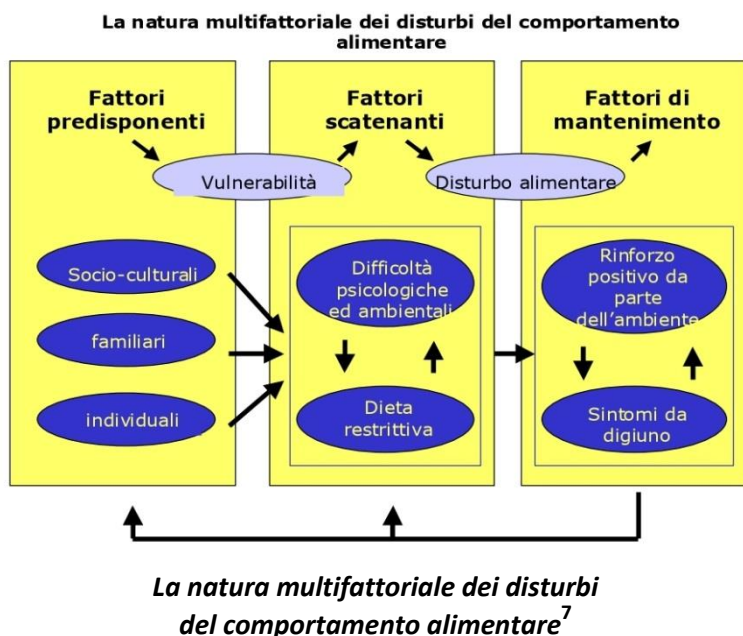 La natura multifattoriale dei disturbi del comportamento
alimentare
Fattori
predisponenti
Fattori
scatenanti
Fattori di
mantenimento
Vulnerabilità
Disturbo alimentare
Socio-culturali
familiari
individuali
Difficoltà
psicologiche
ed ambientali
Dieta
restrittiva
Rinforzo
positivo da
parte
dell'ambiente
Sintomi da
digiuno
La natura multifattoriale dei disturbi
del comportamento alimentare⁷